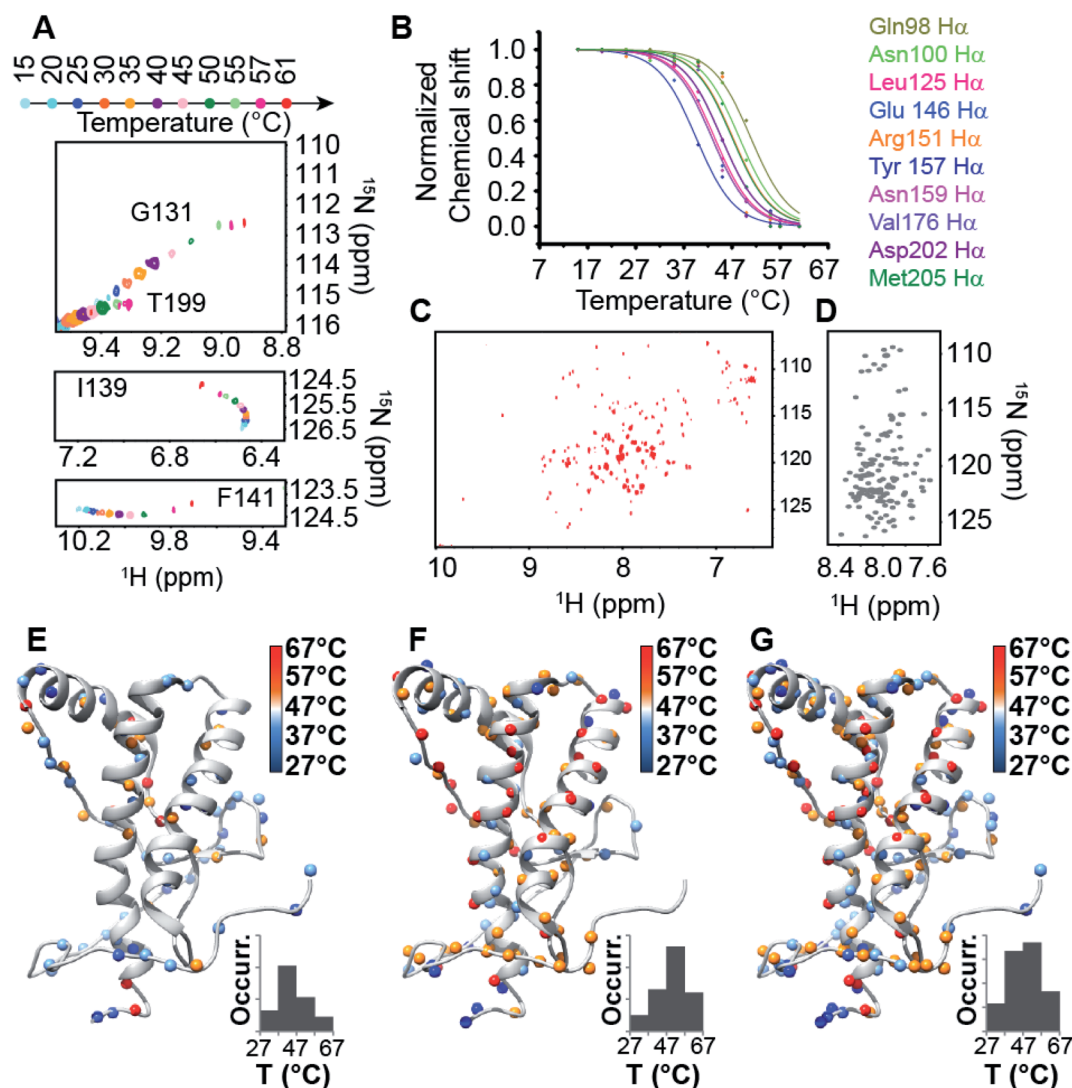 A
15 20 25 30 35 40 45 50 55 57 61
Temperature (°C)
G131
T199
110
111
112
113
114
115
116
¹⁵N (ppm)
9.4 9.2 9.0 8.8
I139
124.5
125.5
126.5
¹⁵N (ppm)
7.2 6.8 6.4
F141
123.5
124.5
10.2 9.8 9.4
¹H (ppm)
B
Normalized
Chemical shift
1.0
0.8
0.6
0.4
0.2
0.0
7 17 27 37 47 57 67
Temperature (°C)
Gln98 Hα
Asn100 Hα
Leu125 Hα
Glu 146 Hα
Arg151 Hα
Tyr 157 Hα
Asn159 Hα
Val176 Hα
Asp202 Hα
Met205 Hα
C
110
115
120
125
¹⁵N (ppm)
10 9 8 7
¹H (ppm)
D
110
115
120
125
¹⁵N (ppm)
8.4 8.0 7.6
¹H (ppm)
E
67°C
57°C
47°C
37°C
27°C
Occurr.
27 47 67
T (°C)
F
67°C
57°C
47°C
37°C
27°C
Occurr.
27 47 67
T (°C)
G
67°C
57°C
47°C
37°C
27°C
Occurr.
27 47 67
T (°C)